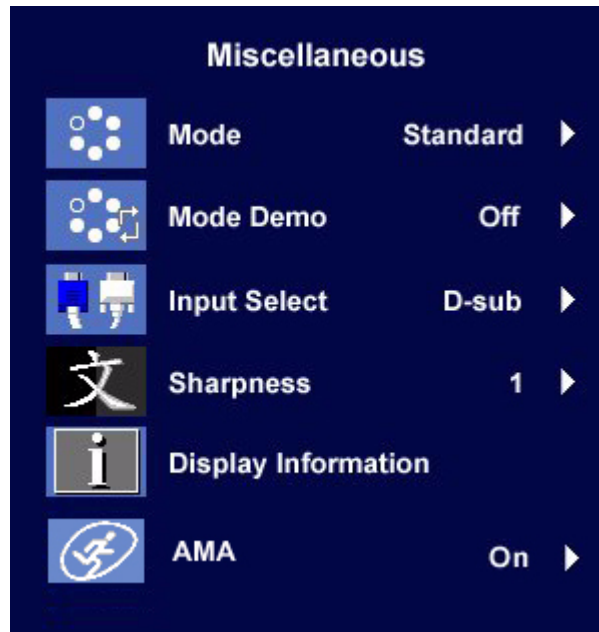 Miscellaneous
Mode Standard
Mode Demo Off
Input Select D-sub
文 Sharpness 1
i Display Information
AMA On